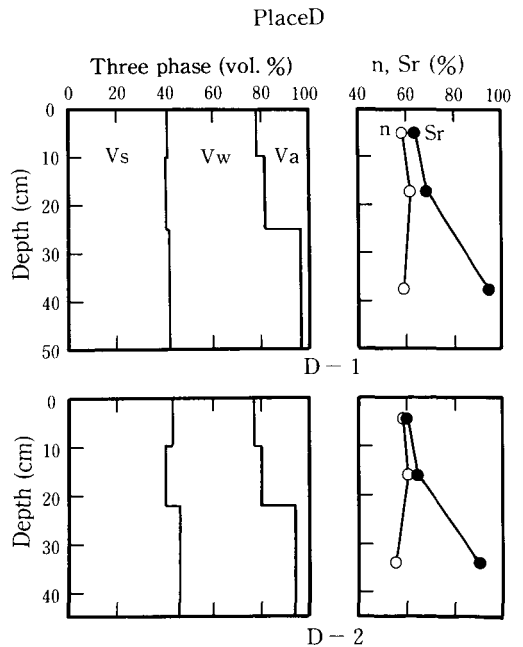 PlaceD
Three phase (vol. %)
n, Sr (%)
0 20 40 60 80 100
40 60 80 100
0
10
20
30
40
50
Depth (cm)
Vs Vw Va
n Sr
D－1
0
10
20
30
40
Depth (cm)
D－2